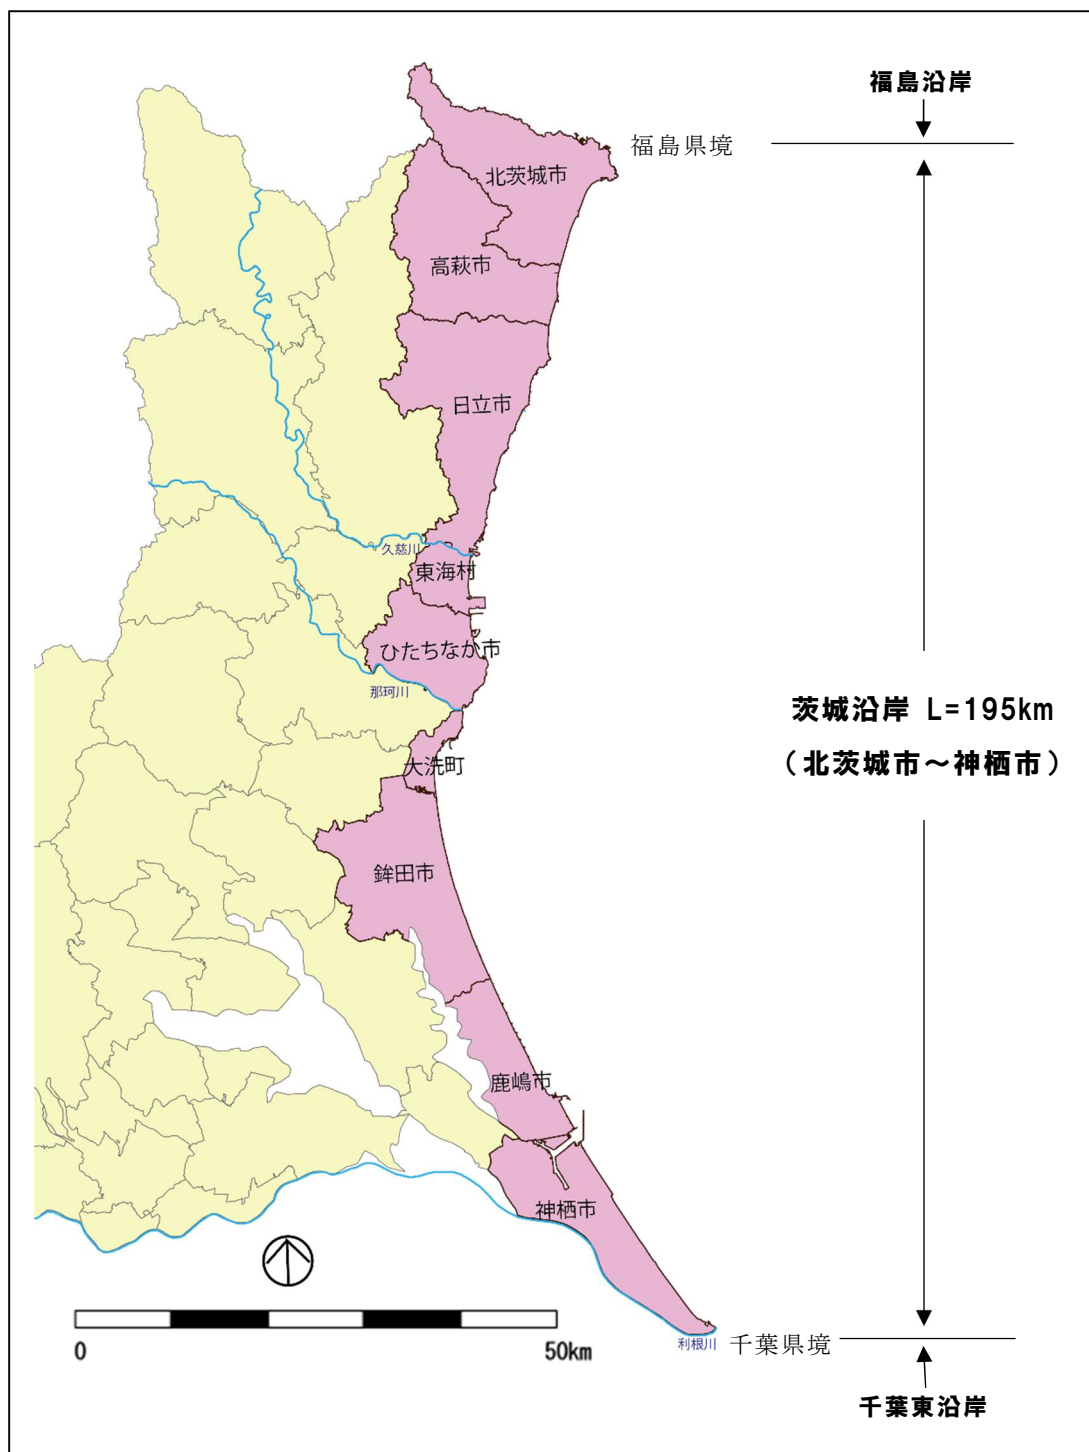 福島沿岸
福島県境
北茨城市
高萩市
日立市
久慈川
東海村
ひたちなか市
那珂川
茨城沿岸 L=195km
（北茨城市～神栖市）
大洗町
鉾田市
鹿嶋市
神栖市
0
50km
利根川
千葉県境
千葉東沿岸